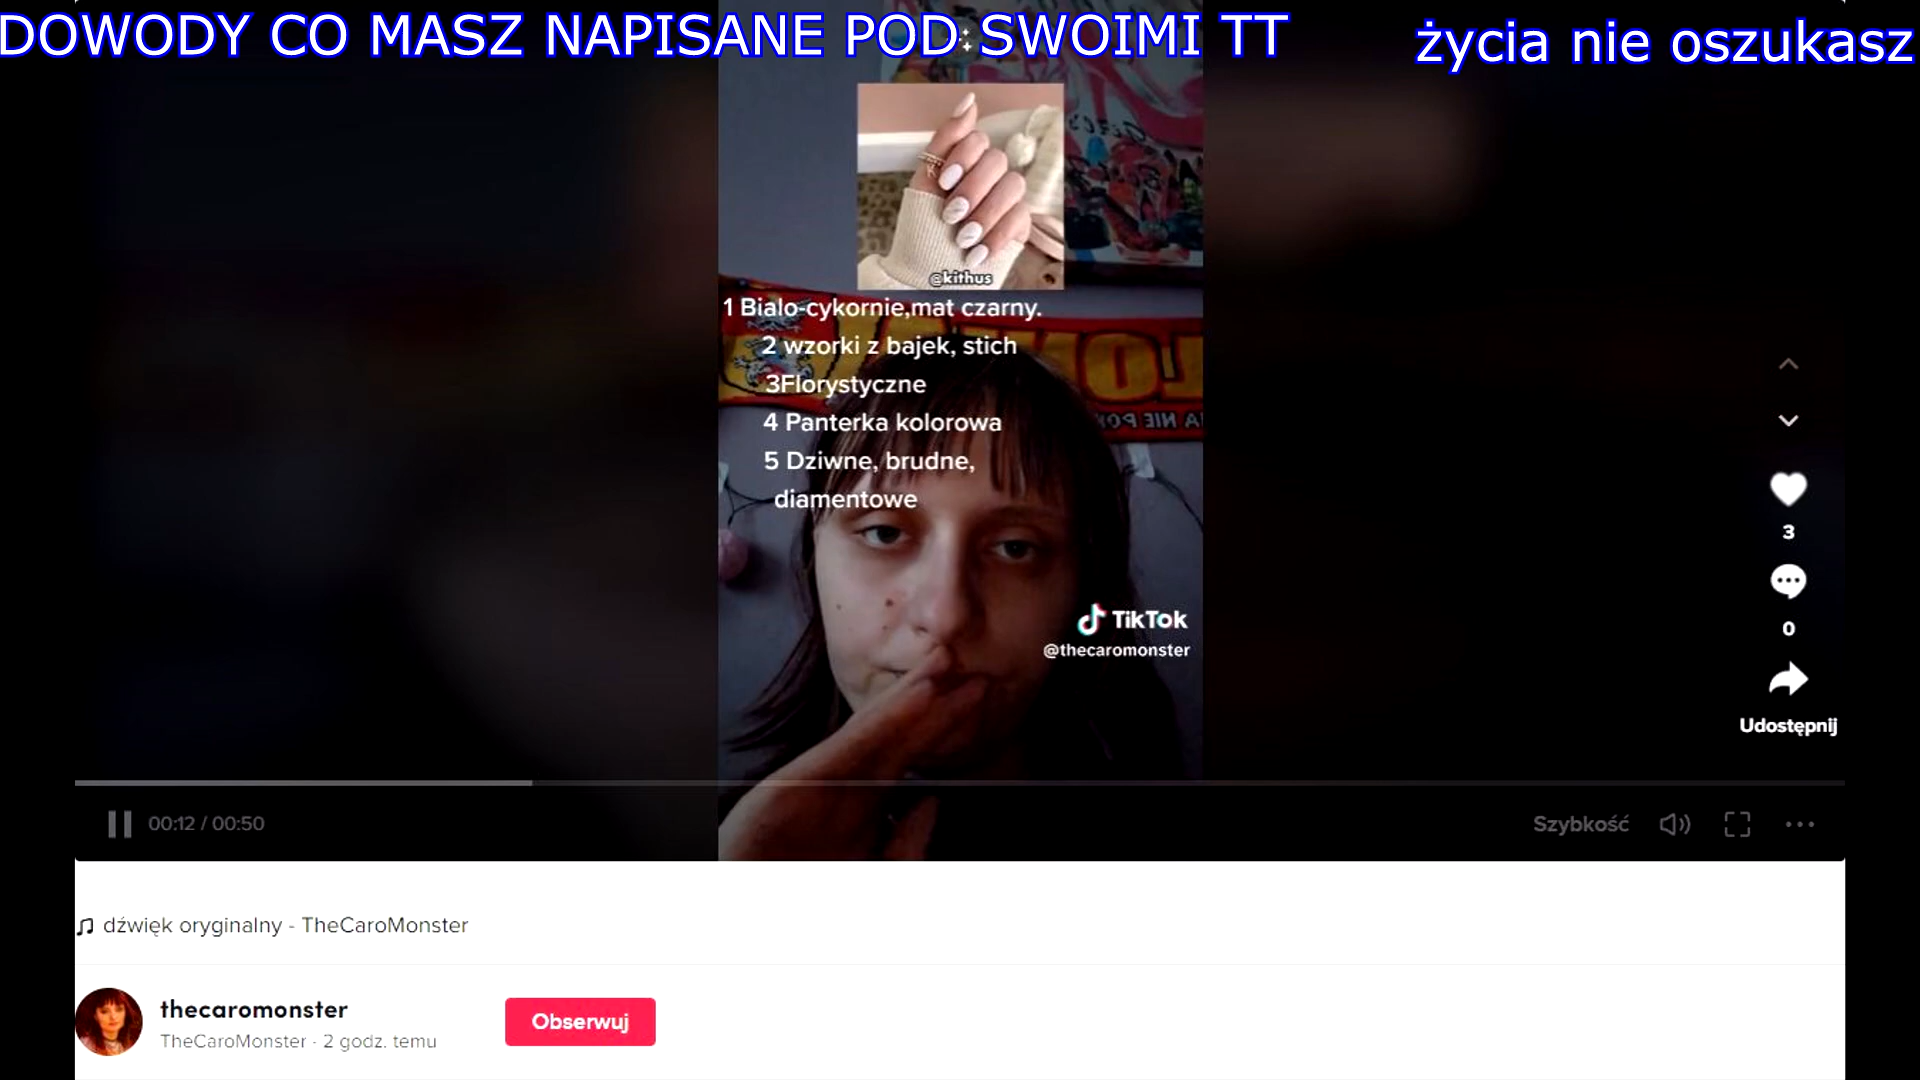 DOWODY CO MASZ NAPISANE POD SWOIMI TT
życia nie oszukasz
@kithus
1 Bialo-cykornie,mat czarny.
2 wzorki z bajek, stich
3Florystyczne
4 Panterka kolorowa
5 Dziwne, brudne,
diamentowe
TikTok
@thecaromonster
3
0
Udostępnij
00:12 / 00:50
Szybkość
dźwięk oryginalny - TheCaroMonster
thecaromonster
TheCaroMonster · 2 godz. temu
Obserwuj